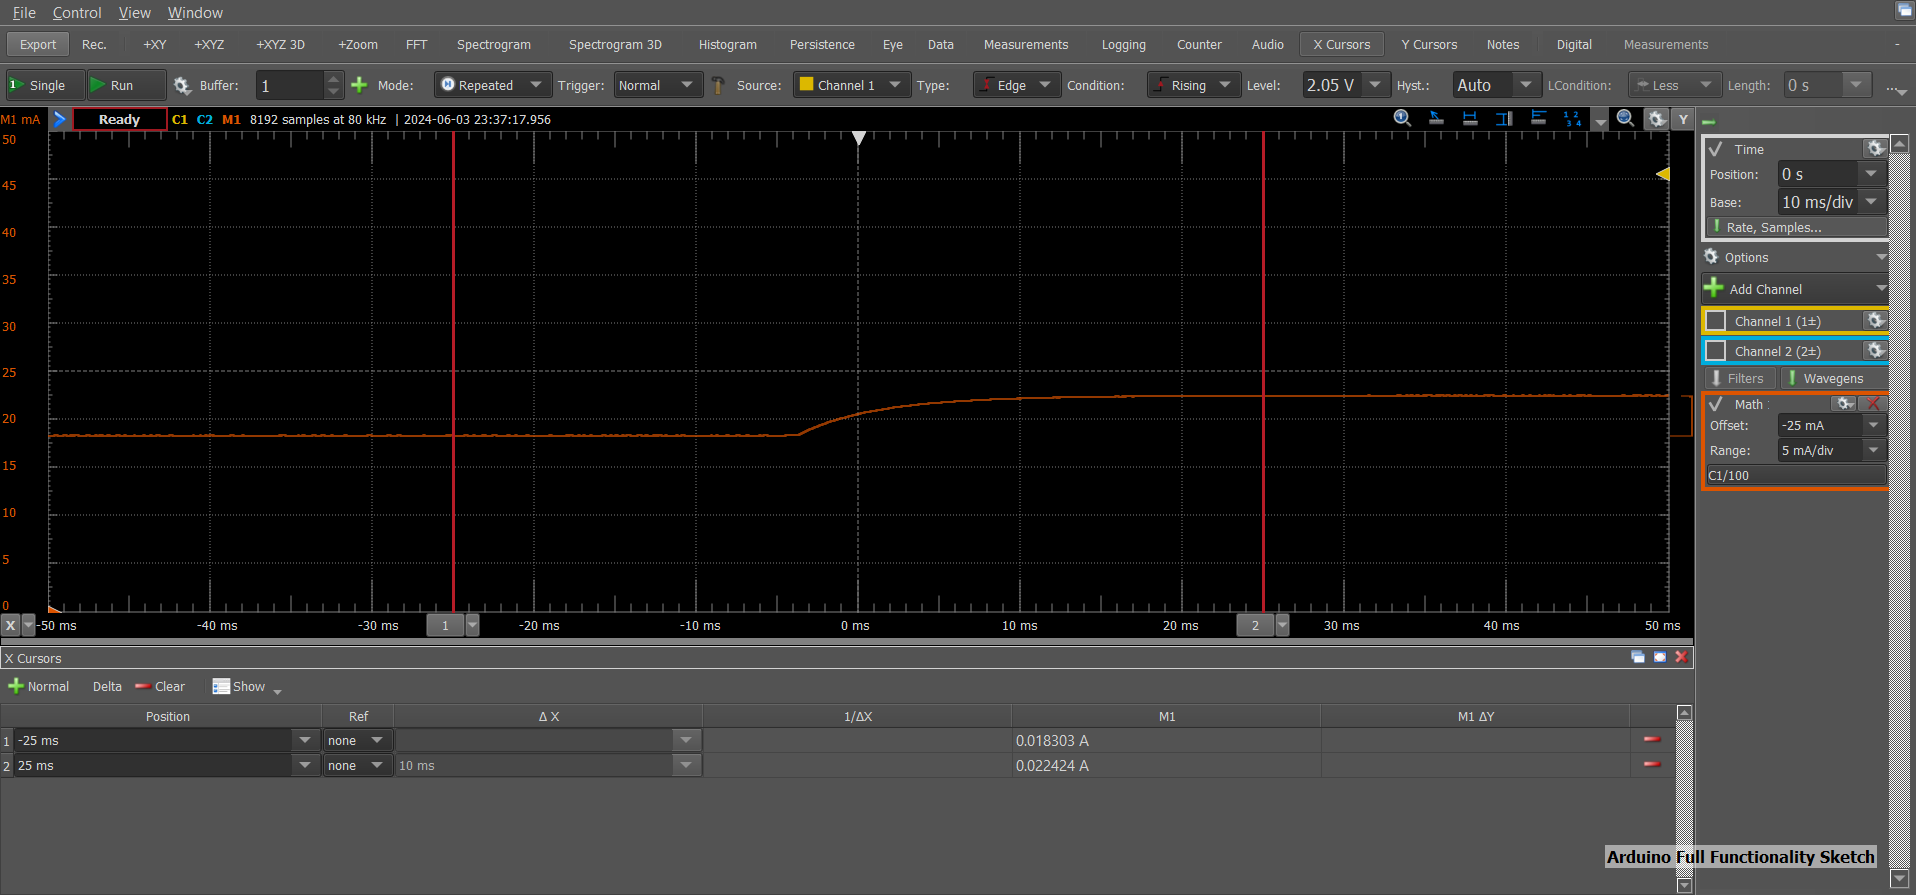 File Control View Window
Export Rec. +XY +XYZ +XYZ 3D +Zoom FFT Spectrogram Spectrogram 3D Histogram Persistence Eye Data Measurements Logging Counter Audio X Cursors Y Cursors Notes Digital Measurements -
1 Single Run Buffer: 1 Mode: Repeated Trigger: Normal Source: Channel 1 Type: Edge Condition: Rising Level: 2.05 V Hyst.: Auto LCondition: Less Length: 0 s ...
M1 mA Ready C1 C2 M1 8192 samples at 80 kHz | 2024-06-03 23:37:17.956 Y
50
45
40
35
30
25
20
15
10
5
0
X -50 ms -40 ms -30 ms 1 -20 ms -10 ms 0 ms 10 ms 20 ms 2 30 ms 40 ms 50 ms
Time
Position: 0 s
Base: 10 ms/div
Rate, Samples...
Options
Add Channel
Channel 1 (1±)
Channel 2 (2±)
Filters Wavegens
Math :
Offset: -25 mA
Range: 5 mA/div
C1/100
X Cursors
Normal Delta Clear Show
Position Ref Δ X 1/ΔX M1 M1 ΔY
1 -25 ms none 0.018303 A
2 25 ms none 10 ms 0.022424 A
Arduino Full Functionality Sketch